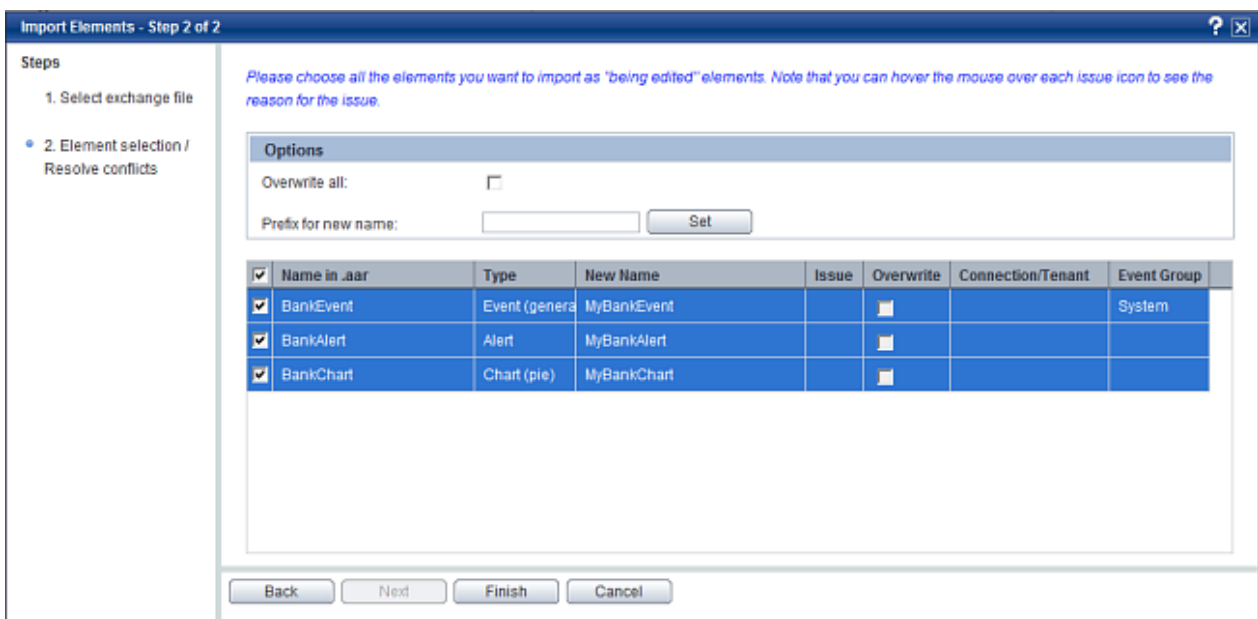 Import Elements - Step 2 of 2
?
Steps
1. Select exchange file
2. Element selection /
Resolve conflicts
Please choose all the elements you want to import as "being edited" elements. Note that you can hover the mouse over each issue icon to see the
reason for the issue.
Options
Overwrite all:
Prefix for new name: Set
Name in .aar Type New Name Issue Overwrite Connection/Tenant Event Group
BankEvent Event (genera MyBankEvent System
BankAlert Alert MyBankAlert
BankChart Chart (pie) MyBankChart
Back Next Finish Cancel